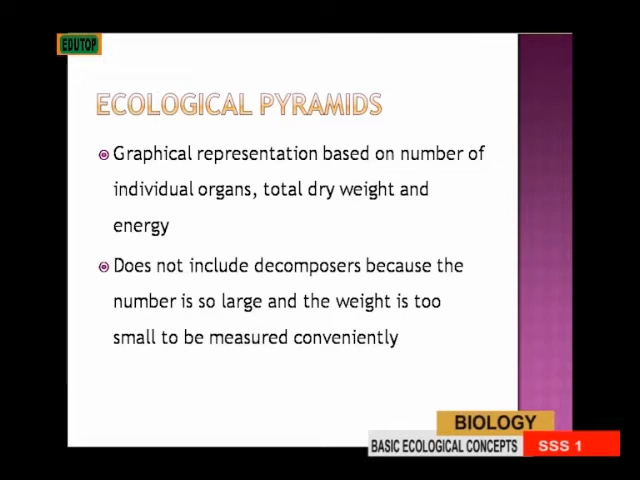 EDUTOP
ECOLOGICAL PYRAMIDS
Graphical representation based on number of
individual organs, total dry weight and
energy
Does not include decomposers because the
number is so large and the weight is too
small to be measured conveniently
BIOLOGY
BASIC ECOLOGICAL CONCEPTS SSS 1